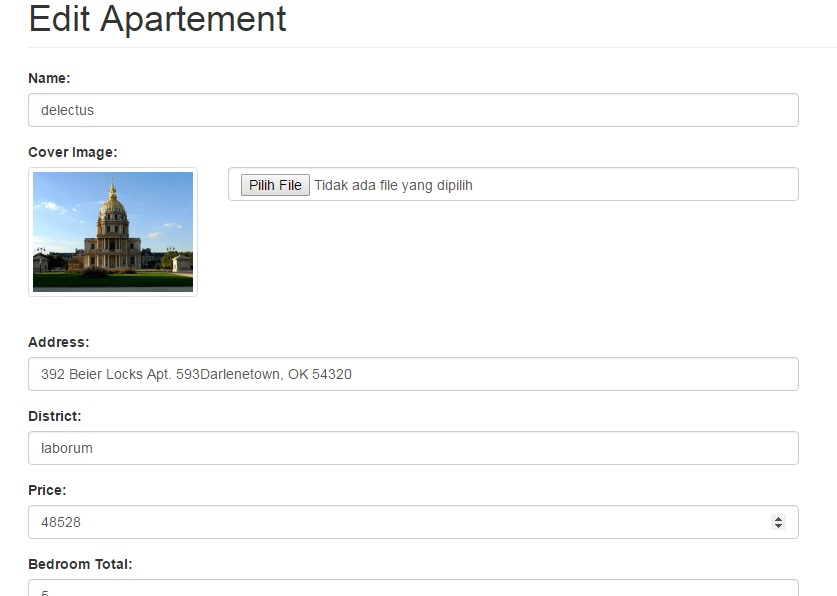 Edit Apartement
Name:
delectus
Cover Image:
Pilih File Tidak ada file yang dipilih
Address:
392 Beier Locks Apt. 593Darlenetown, OK 54320
District:
laborum
Price:
48528
Bedroom Total:
5